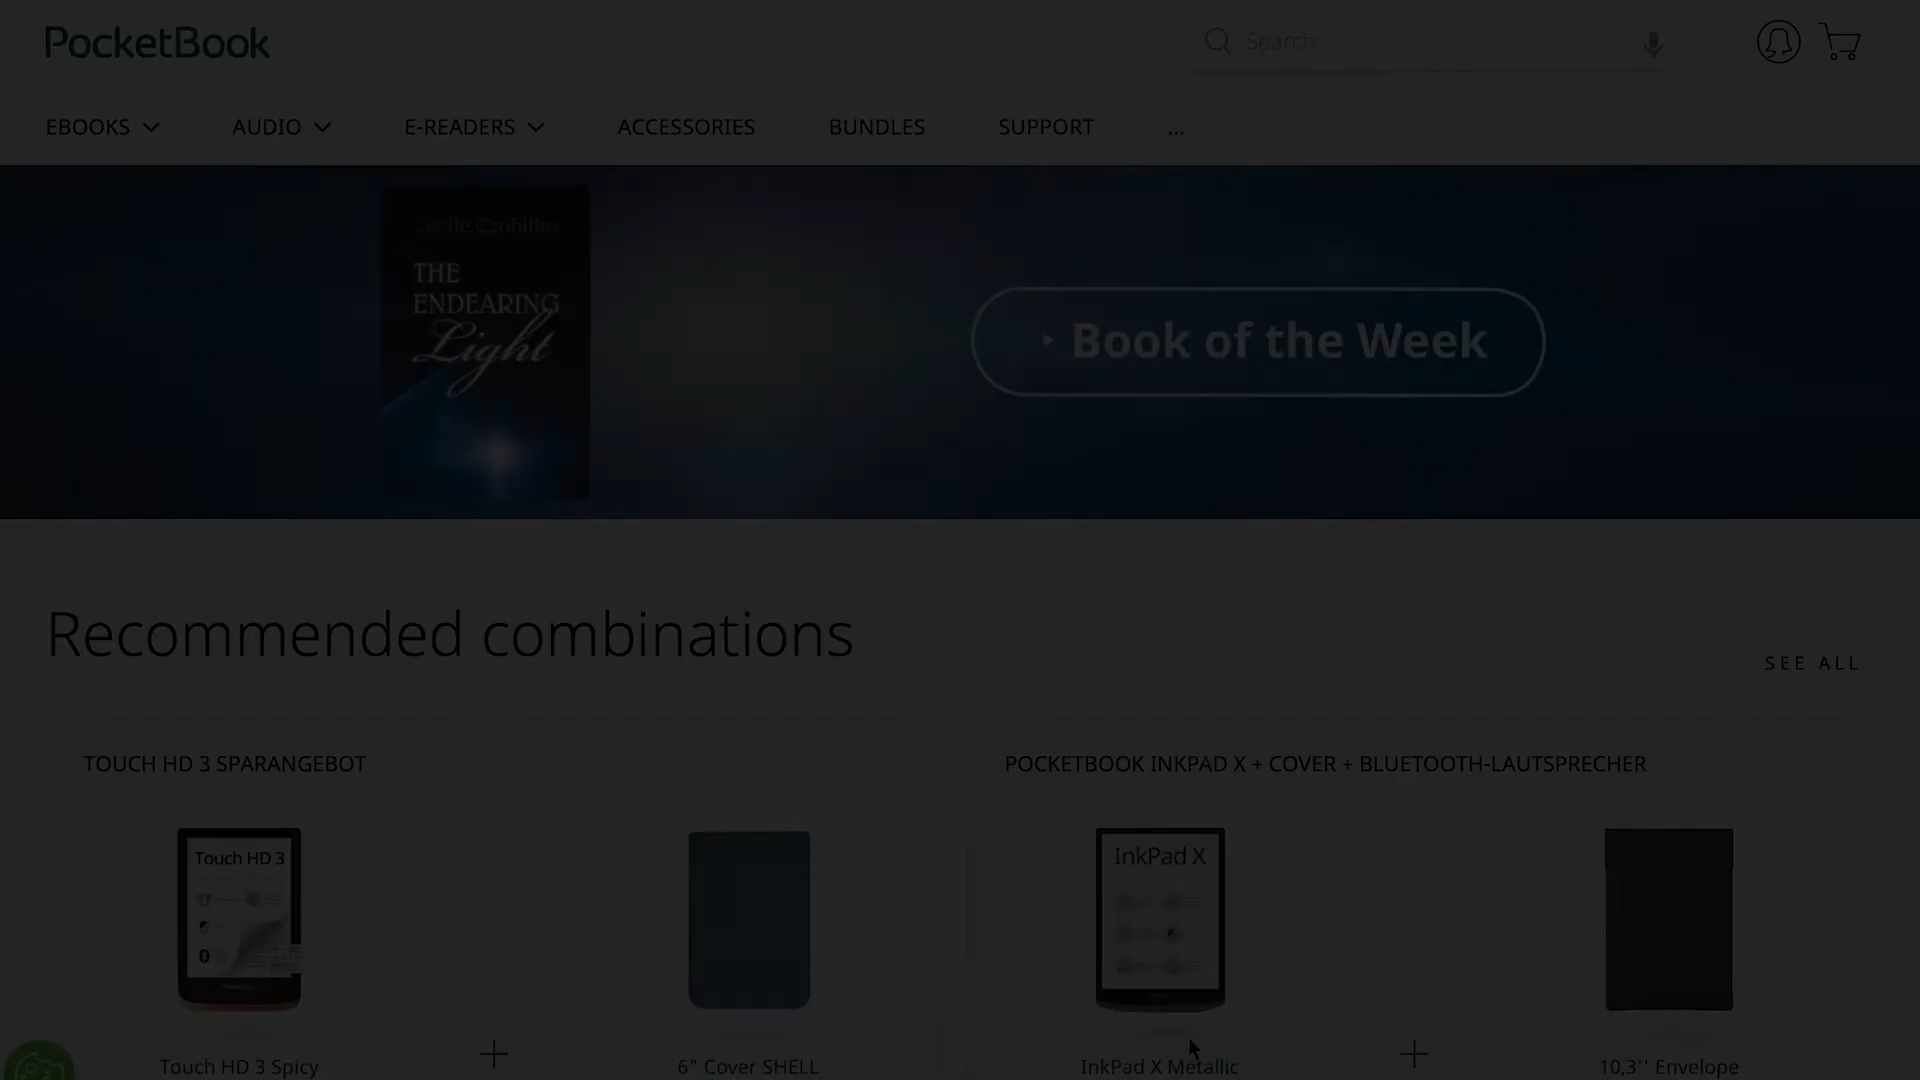 PocketBook
Search
EBOOKS
AUDIO
E-READERS
ACCESSORIES
BUNDLES
SUPPORT
...
THE
ENDEARING
Light
Book of the Week
Recommended combinations
SEE ALL
TOUCH HD 3 SPARANGEBOT
POCKETBOOK INKPAD X + COVER + BLUETOOTH-LAUTSPRECHER
Touch HD 3
InkPad X
Touch HD 3 Spicy
+
6" Cover SHELL
InkPad X Metallic
+
10,3'' Envelope